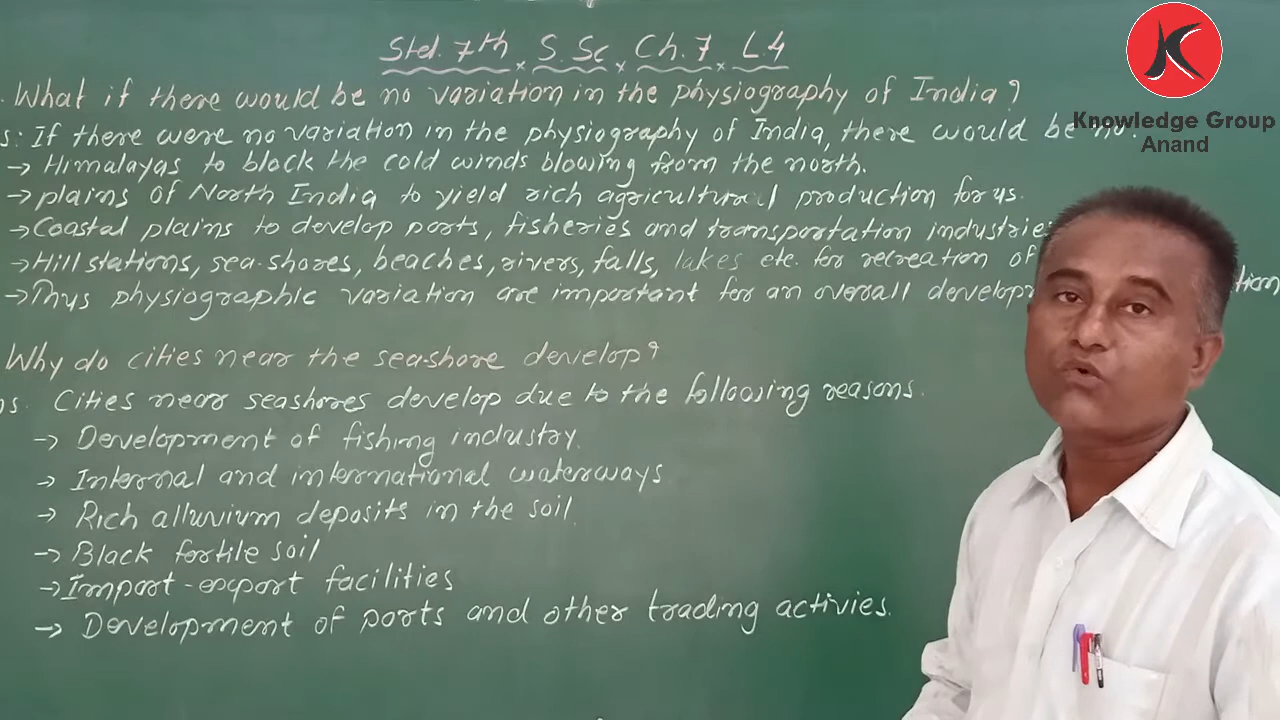 Std. 7th × S. Sc × Ch. 7 × L. 4
What if there would be no variation in the physiography of India?
s: If there were no variation in the physiography of India, there would be no:
→ Himalayas to block the cold winds blowing from the north.
→ plains of North India to yield rich agricultural production for us.
→ Coastal plains to develop ports, fisheries and transportation industries
→ Hill stations, sea-shores, beaches, rivers, falls, lakes etc. for recreation of
→ Thus physiographic variation are important for an overall develop tion
Why do cities near the seashore develop?
ns. Cities near seashores develop due to the following reasons.
→ Development of fishing industry.
→ Internal and international waterways
→ Rich alluvium deposits in the soil.
→ Black fertile soil
→ Import-export facilities
→ Development of ports and other trading activies.
Knowledge Group
Anand